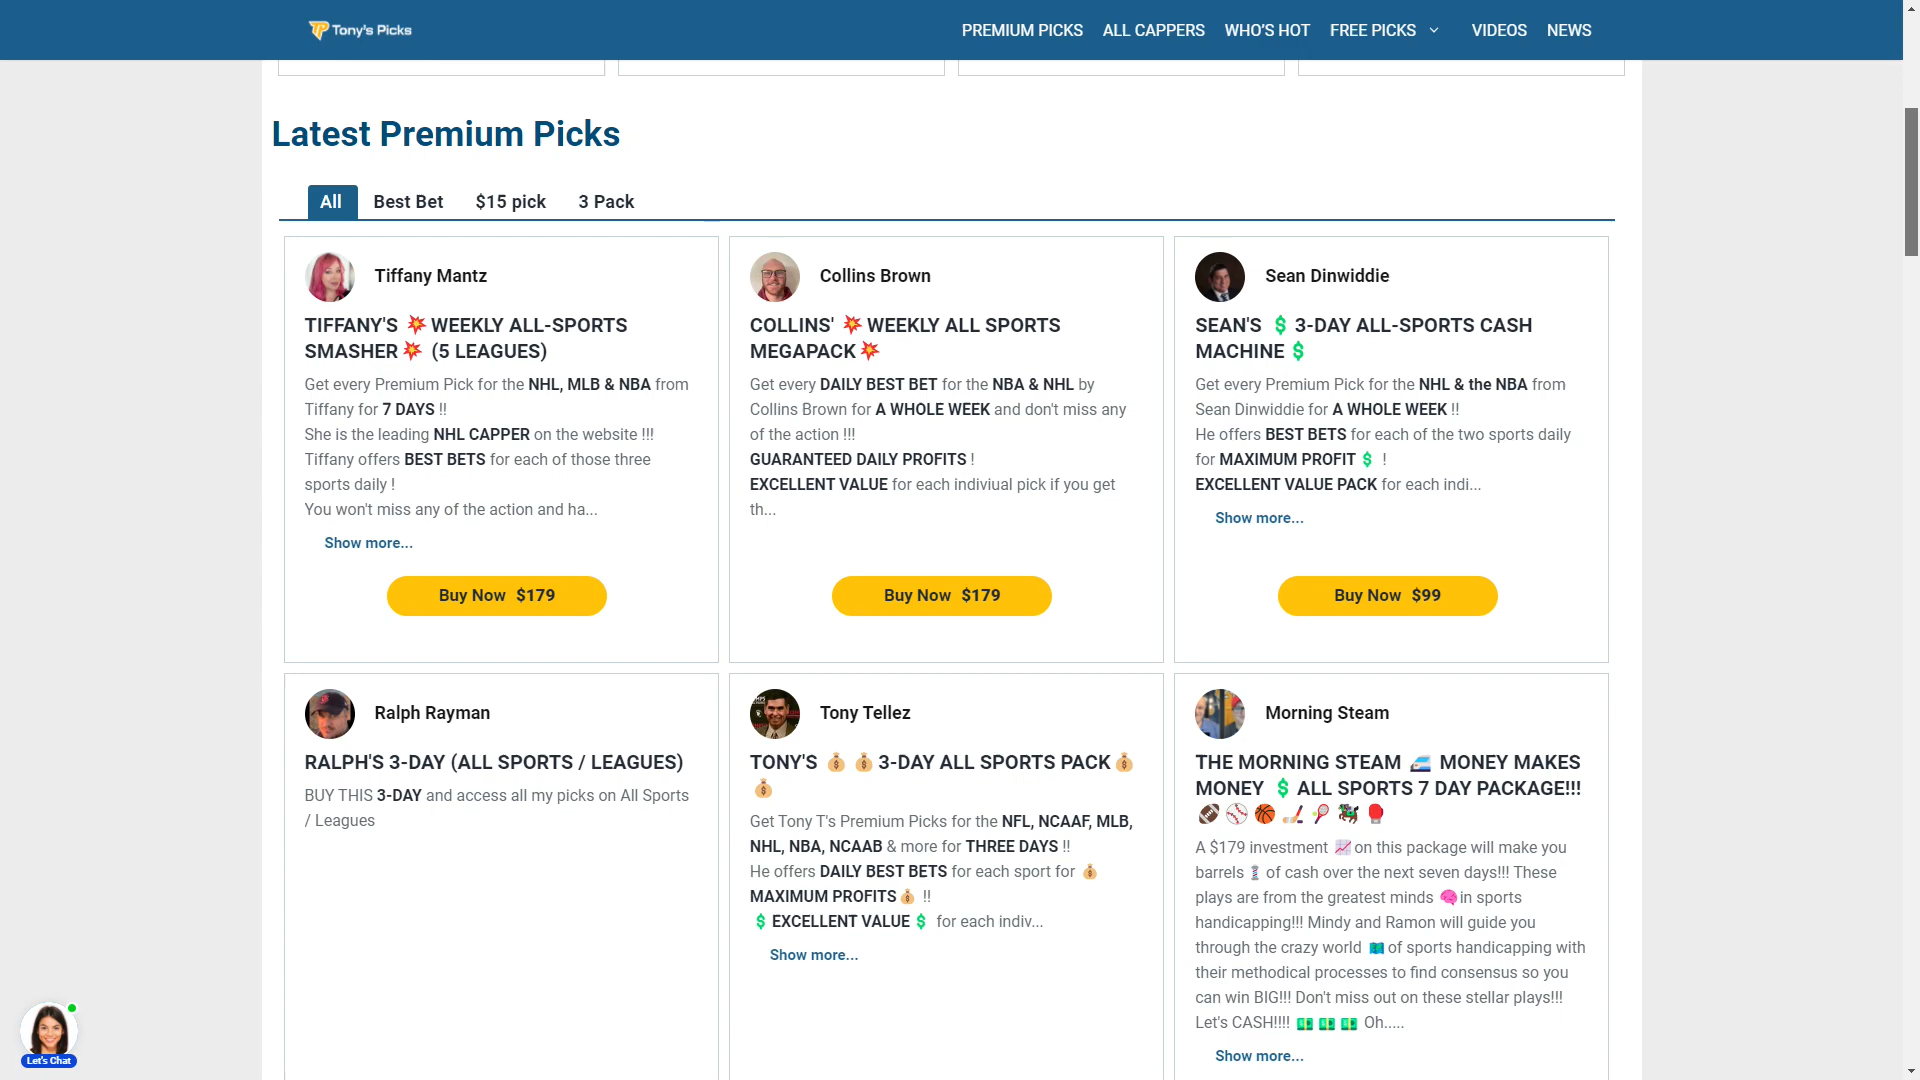 Tony's Picks
PREMIUM PICKS
ALL CAPPERS
WHO'S HOT
FREE PICKS
VIDEOS
NEWS
Latest Premium Picks
All
Best Bet
$15 pick
3 Pack
Tiffany Mantz
TIFFANY'S 💥WEEKLY ALL-SPORTS
SMASHER💥 (5 LEAGUES)
Get every Premium Pick for the NHL, MLB & NBA from
Tiffany for 7 DAYS !!
She is the leading NHL CAPPER on the website !!!
Tiffany offers BEST BETS for each of those three
sports daily !
You won't miss any of the action and ha...
Show more...
Buy Now $179
Collins Brown
COLLINS' 💥WEEKLY ALL SPORTS
MEGAPACK💥
Get every DAILY BEST BET for the NBA & NHL by
Collins Brown for A WHOLE WEEK and don't miss any
of the action !!!
GUARANTEED DAILY PROFITS !
EXCELLENT VALUE for each indiviual pick if you get
th...
Buy Now $179
Sean Dinwiddie
SEAN'S 💲3-DAY ALL-SPORTS CASH
MACHINE💲
Get every Premium Pick for the NHL & the NBA from
Sean Dinwiddie for A WHOLE WEEK !!
He offers BEST BETS for each of the two sports daily
for MAXIMUM PROFIT💲 !
EXCELLENT VALUE PACK for each indi...
Show more...
Buy Now $99
Ralph Rayman
RALPH'S 3-DAY (ALL SPORTS / LEAGUES)
BUY THIS 3-DAY and access all my picks on All Sports
/ Leagues
Tony Tellez
TONY'S 💰💰3-DAY ALL SPORTS PACK💰
💰
Get Tony T's Premium Picks for the NFL, NCAAF, MLB,
NHL, NBA, NCAAB & more for THREE DAYS !!
He offers DAILY BEST BETS for each sport for 💰
MAXIMUM PROFITS💰 !!
💲EXCELLENT VALUE💲 for each indiv...
Show more...
Morning Steam
THE MORNING STEAM 🚅 MONEY MAKES
MONEY 💲ALL SPORTS 7 DAY PACKAGE!!!
🏈⚾🏀🏑🎾🏇🥊
A $179 investment 📈on this package will make you
barrels💈of cash over the next seven days!!! These
plays are from the greatest minds 🧠in sports
handicapping!!! Mindy and Ramon will guide you
through the crazy world 🗺️of sports handicapping with
their methodical processes to find consensus so you
can win BIG!!! Don't miss out on these stellar plays!!!
Let's CASH!!!! 💵💵💵 Oh.....
Show more...
Let's Chat